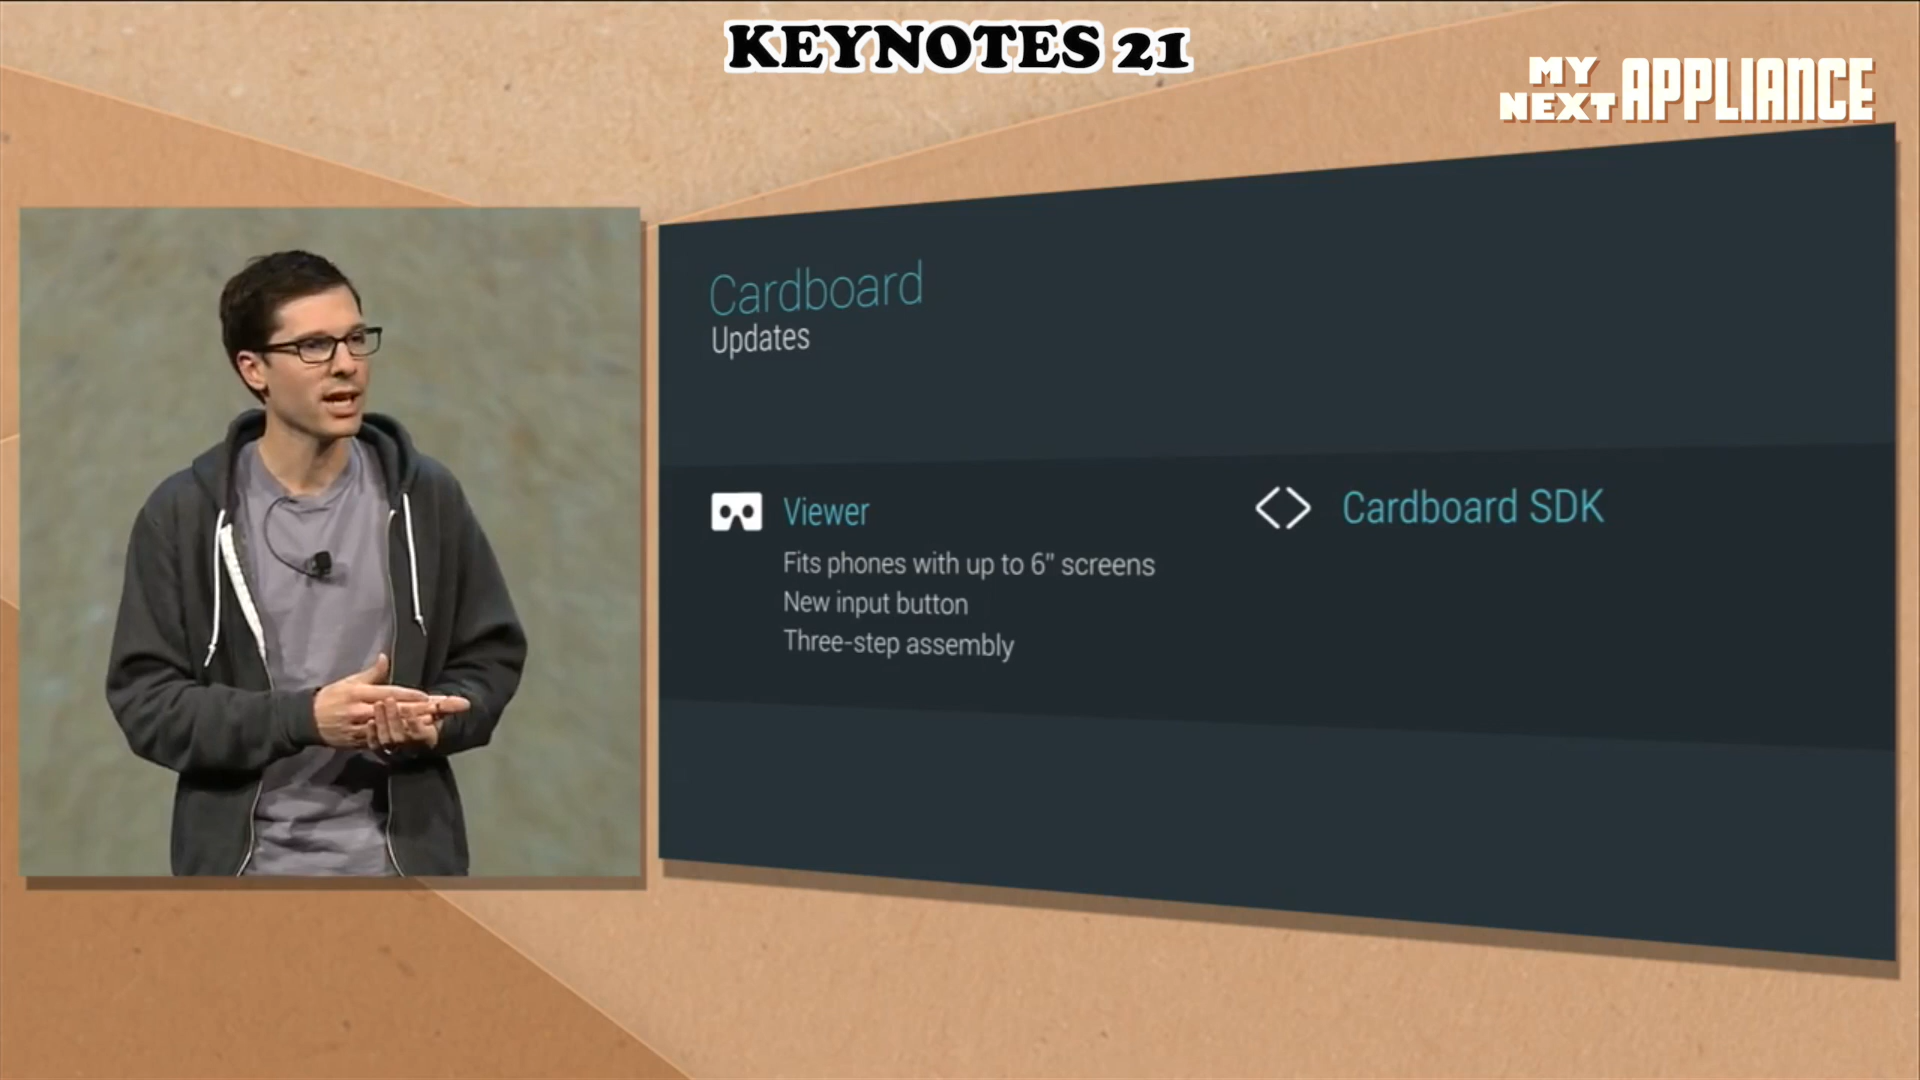 KEYNOTES 21
MY NEXT APPLIANCE
Cardboard
Updates
Viewer
Fits phones with up to 6" screens
New input button
Three-step assembly
Cardboard SDK